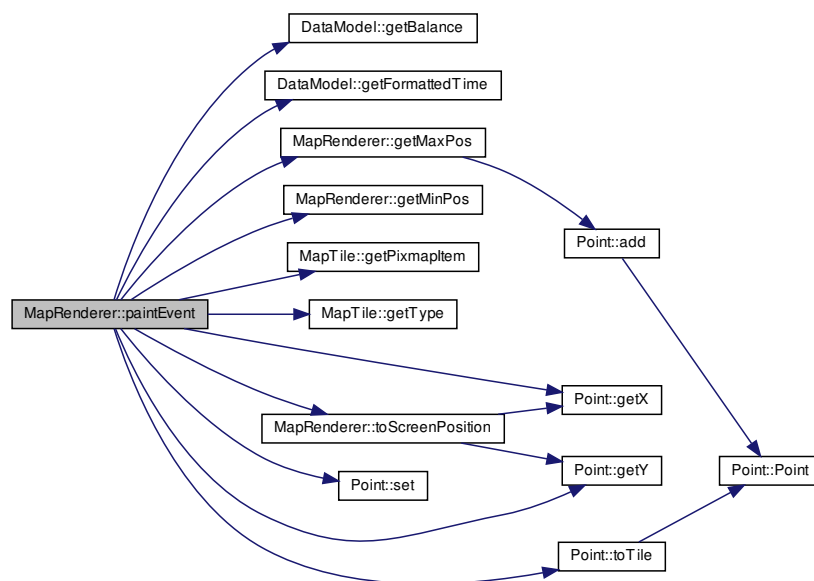 DataModel::getBalance
DataModel::getFormattedTime
MapRenderer::getMaxPos
MapRenderer::getMinPos
Point::add
MapTile::getPixmapItem
MapRenderer::paintEvent
MapTile::getType
Point::getX
MapRenderer::toScreenPosition
Point::getY
Point::Point
Point::set
Point::toTile